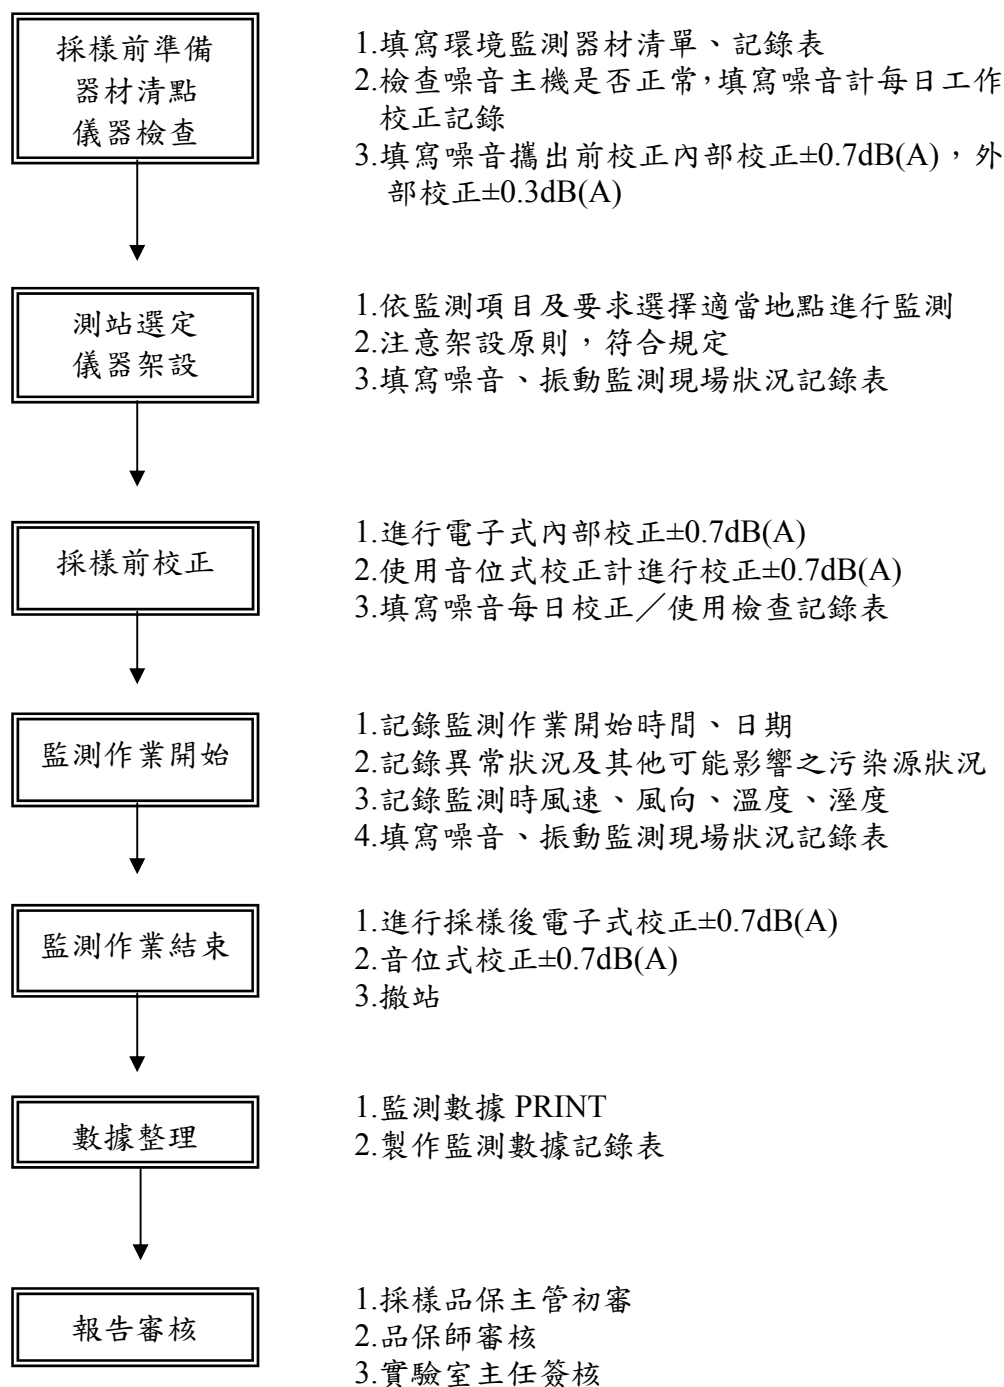 採樣前準備
器材清點
儀器檢查
1.填寫環境監測器材清單、記錄表
2.檢查噪音主機是否正常，填寫噪音計每日工作
校正記錄
3.填寫噪音攜出前校正內部校正±0.7dB(A)，外
部校正±0.3dB(A)
測站選定
儀器架設
1.依監測項目及要求選擇適當地點進行監測
2.注意架設原則，符合規定
3.填寫噪音、振動監測現場狀況記錄表
採樣前校正
1.進行電子式內部校正±0.7dB(A)
2.使用音位式校正計進行校正±0.7dB(A)
3.填寫噪音每日校正／使用檢查記錄表
監測作業開始
1.記錄監測作業開始時間、日期
2.記錄異常狀況及其他可能影響之污染源狀況
3.記錄監測時風速、風向、溫度、溼度
4.填寫噪音、振動監測現場狀況記錄表
監測作業結束
1.進行採樣後電子式校正±0.7dB(A)
2.音位式校正±0.7dB(A)
3.撤站
數據整理
1.監測數據 PRINT
2.製作監測數據記錄表
報告審核
1.採樣品保主管初審
2.品保師審核
3.實驗室主任簽核